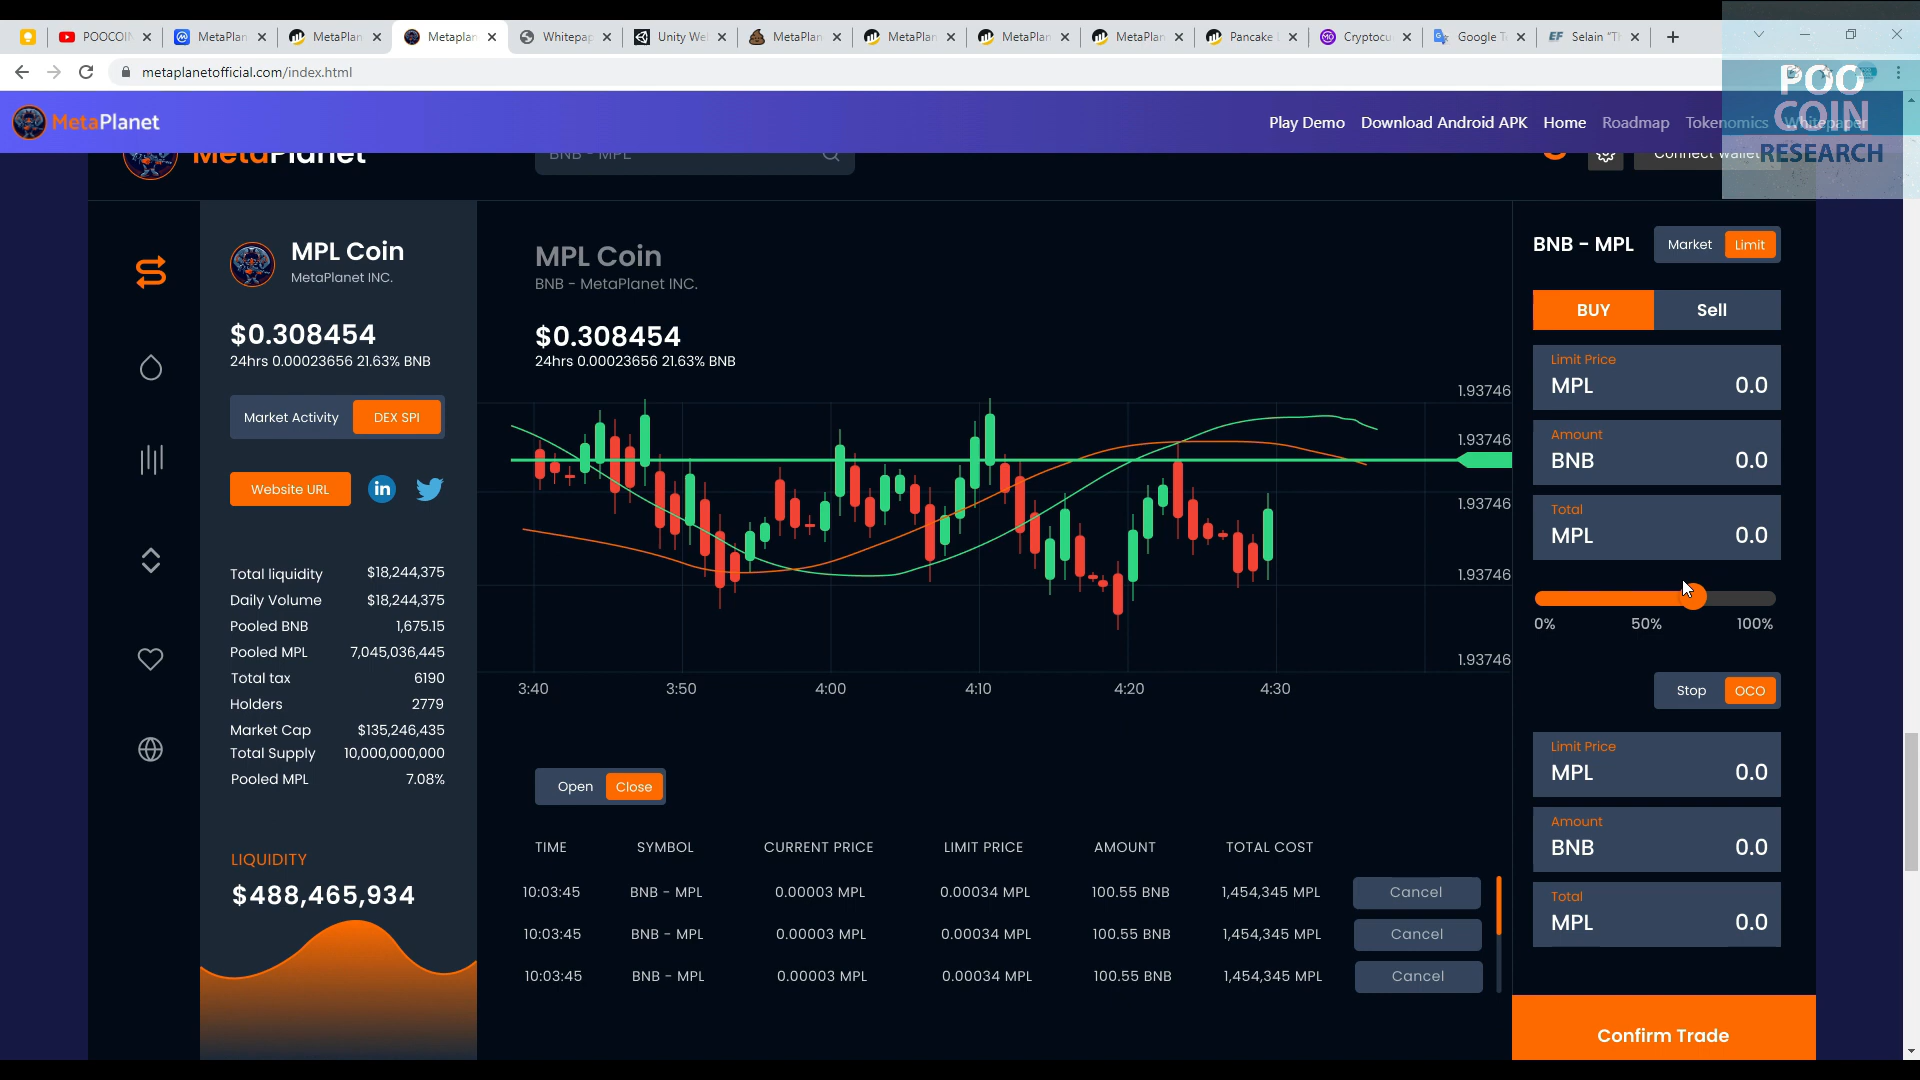 POOCOIN
MetaPlan
MetaPlan
Metaplan
Whitepap
Unity We
MetaPlan
MetaPlan
MetaPlan
MetaPlan
Pancake
Cryptocu
Google T
Selain "T
metaplanetofficial.com/index.html
POO
COIN
RESEARCH
MetaPlanet
Play Demo
Download Android APK
Home
Roadmap
Tokenomics
Whitepaper
MetaPlanet
BNB - MPL
Connect Wallet
MPL Coin
MetaPlanet INC.
$0.308454
24hrs 0.00023656 21.63% BNB
Market Activity
DEX SPI
Website URL
in
Total liquidity $18,244,375
Daily Volume $18,244,375
Pooled BNB 1,675.15
Pooled MPL 7,045,036,445
Total tax 6190
Holders 2779
Market Cap $135,246,435
Total Supply 10,000,000,000
Pooled MPL 7.08%
LIQUIDITY
$488,465,934
MPL Coin
BNB - MetaPlanet INC.
$0.308454
24hrs 0.00023656 21.63% BNB
1.93746
1.93746
1.93746
1.93746
1.93746
3:40 3:50 4:00 4:10 4:20 4:30
Open Close
TIME SYMBOL CURRENT PRICE LIMIT PRICE AMOUNT TOTAL COST
10:03:45 BNB - MPL 0.00003 MPL 0.00034 MPL 100.55 BNB 1,454,345 MPL Cancel
10:03:45 BNB - MPL 0.00003 MPL 0.00034 MPL 100.55 BNB 1,454,345 MPL Cancel
10:03:45 BNB - MPL 0.00003 MPL 0.00034 MPL 100.55 BNB 1,454,345 MPL Cancel
BNB - MPL
Market Limit
BUY Sell
Limit Price
MPL 0.0
Amount
BNB 0.0
Total
MPL 0.0
0% 50% 100%
Stop OCO
Limit Price
MPL 0.0
Amount
BNB 0.0
Total
MPL 0.0
Confirm Trade